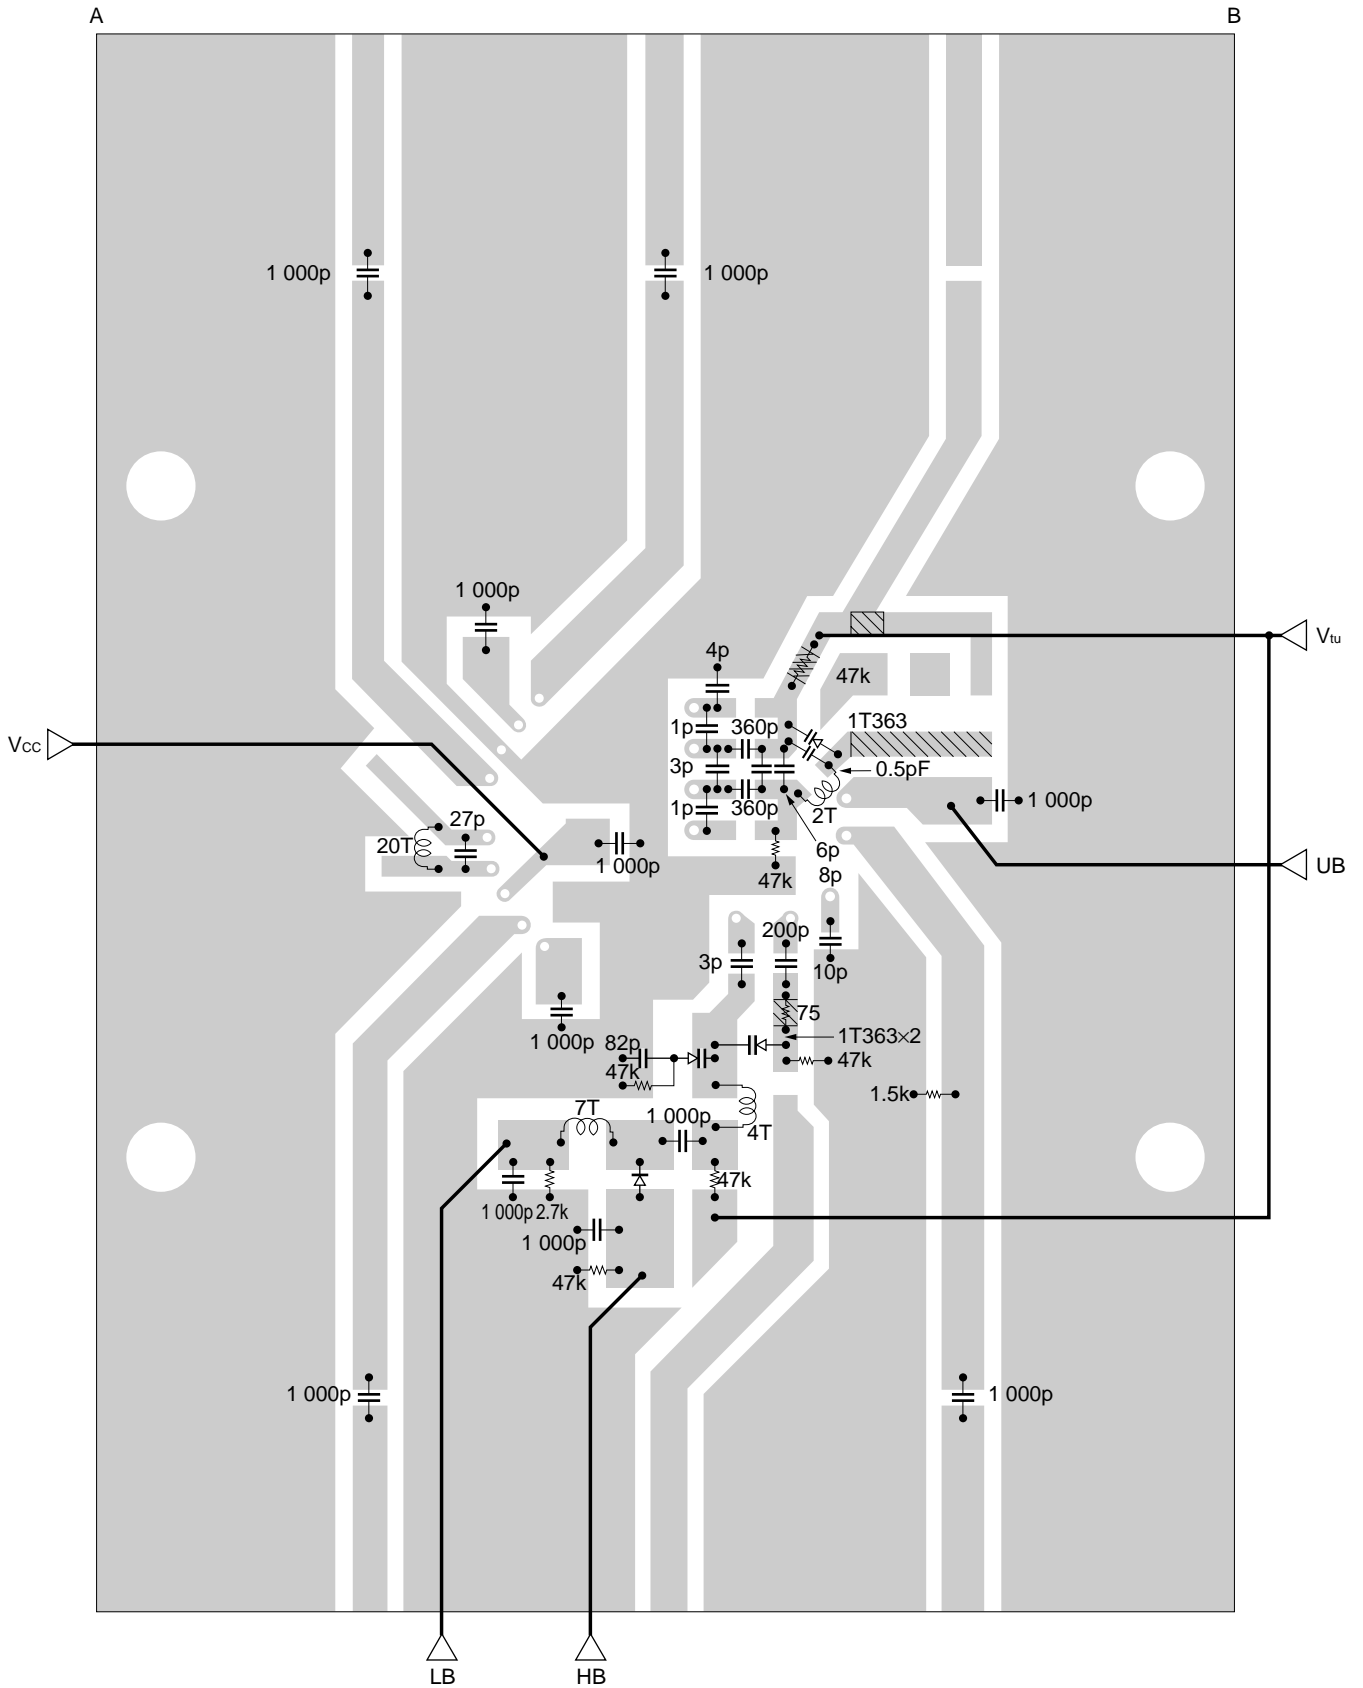 A B
1 000p 1 000p
1 000p
Vtu
4p
47k
1p 360p 1T363
VCC
3p 0.5pF
1p 360p 2T 1 000p
27p
20T 6p
1 000p
47k 8p UB
200p
3p 10p
75
1 000p 82p 1T363×2
47k 47k
1.5k
7T 1 000p
4T
47k
1 000p 2.7k
1 000p
47k
1 000p 1 000p
LB HB